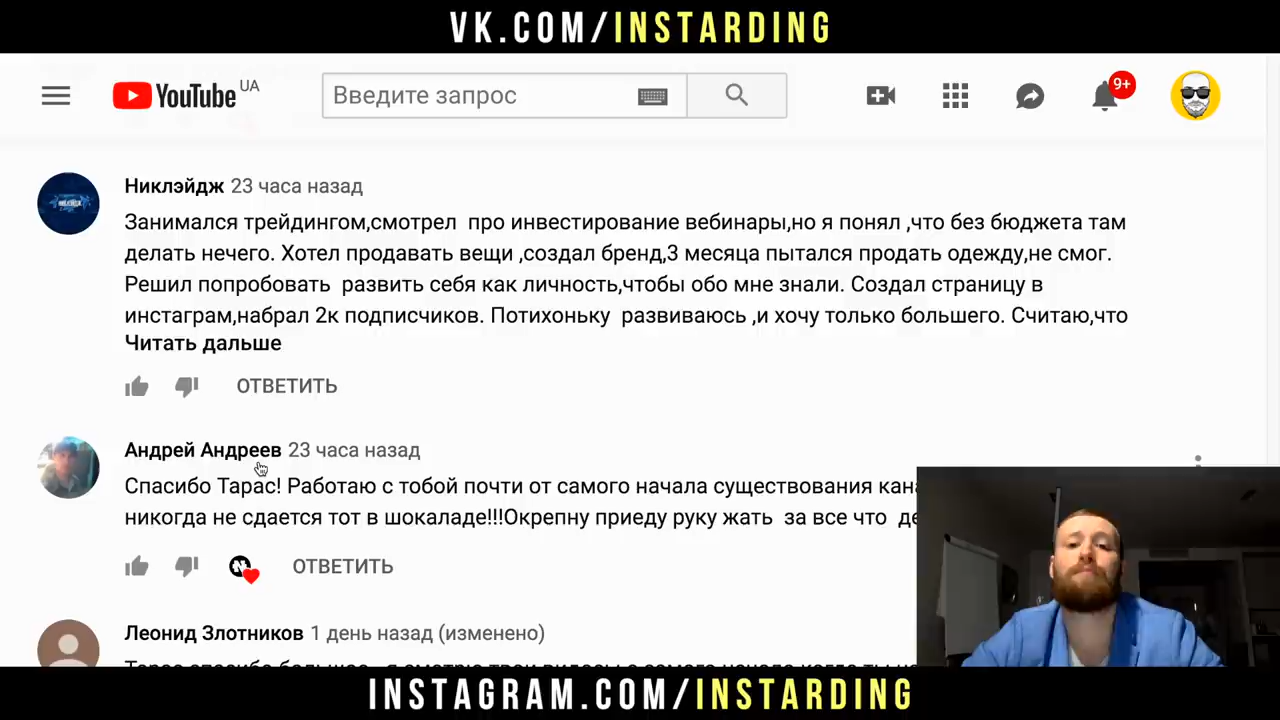 VK.COM/INSTARDING
YouTube UA
Введите запрос
9+
Никлэйдж 23 часа назад
Занимался трейдингом,смотрел про инвестирование вебинары,но я понял ,что без бюджета там
делать нечего. Хотел продавать вещи ,создал бренд,3 месяца пытался продать одежду,не смог.
Решил попробовать развить себя как личность,чтобы обо мне знали. Создал страницу в
инстаграм,набрал 2к подписчиков. Потихоньку развиваюсь ,и хочу только большего. Считаю,что
Читать дальше
ОТВЕТИТЬ
Андрей Андреев 23 часа назад
Спасибо Тарас! Работаю с тобой почти от самого начала существования
никогда не сдается тот в шокаладе!!!Окрепну приеду руку жать за все что
ОТВЕТИТЬ
Леонид Злотников 1 день назад (изменено)
INSTAGRAM.COM/INSTARDING